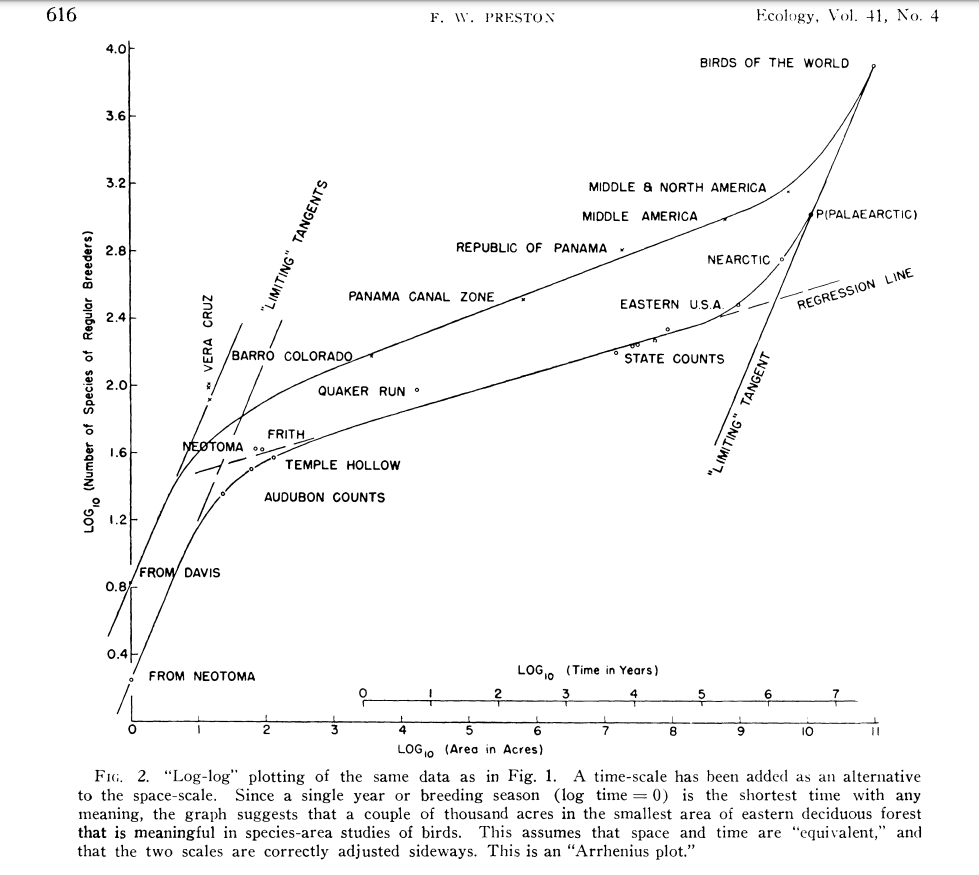 616
F. W. PRESTON
Ecology, Vol. 41, No. 4
LOG10 (Number of Species of Regular Breeders)
4.0
3.6
3.2
2.8
2.4
2.0
1.6
1.2
0.8
0.4
BIRDS OF THE WORLD
MIDDLE & NORTH AMERICA
MIDDLE AMERICA
P(PALAEARCTIC)
REPUBLIC OF PANAMA
NEARCTIC
PANAMA CANAL ZONE
EASTERN U.S.A.
REGRESSION LINE
"LIMITING" TANGENTS
VERA CRUZ
BARRO COLORADO
STATE COUNTS
QUAKER RUN
"LIMITING" TANGENT
FRITH
NEOTOMA
TEMPLE HOLLOW
AUDUBON COUNTS
FROM DAVIS
FROM NEOTOMA
LOG10 (Time in Years)
0 1 2 3 4 5 6 7
0 1 2 3 4 5 6 7 8 9 10 11
LOG10 (Area in Acres)
FIG. 2. "Log-log" plotting of the same data as in Fig. 1. A time-scale has been added as an alternative
to the space-scale. Since a single year or breeding season (log time = 0) is the shortest time with any
meaning, the graph suggests that a couple of thousand acres in the smallest area of eastern deciduous forest
that is meaningful in species-area studies of birds. This assumes that space and time are "equivalent," and
that the two scales are correctly adjusted sideways. This is an "Arrhenius plot."